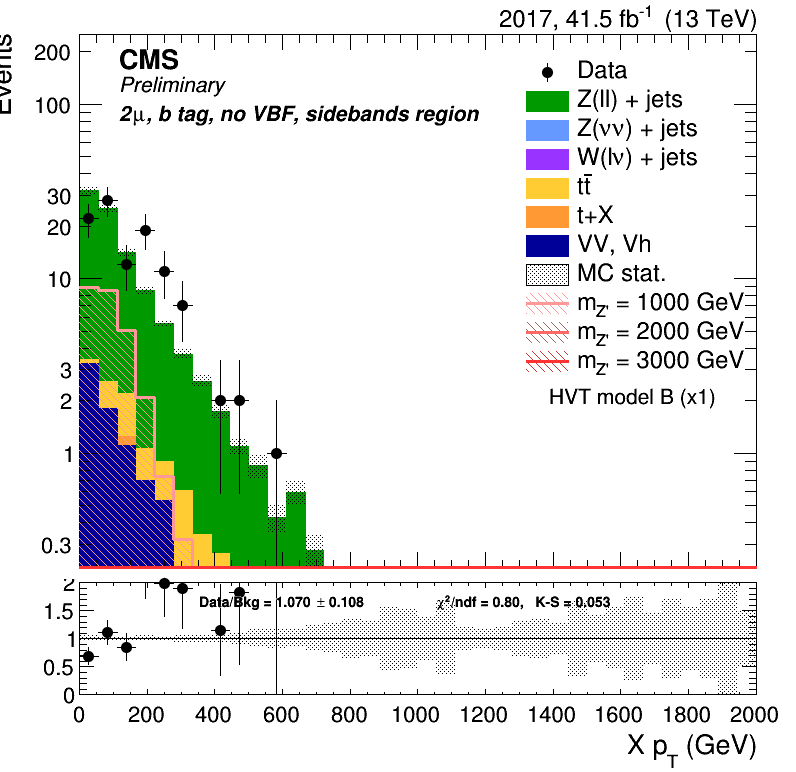 2017, 41.5 fb⁻¹ (13 TeV)
Events
CMS
Preliminary
2μ, b tag, no VBF, sidebands region
Data
Z(ll) + jets
Z(νν) + jets
W(lν) + jets
tt̄
t+X
VV, Vh
MC stat.
m_Z' = 1000 GeV
m_Z' = 2000 GeV
m_Z' = 3000 GeV
HVT model B (x1)
200
100
30
20
10
3
2
1
0.3
Data/Bkg = 1.070 ± 0.108
χ²/ndf = 0.80, K-S = 0.053
2
1.5
1
0.5
0
0 200 400 600 800 1000 1200 1400 1600 1800 2000
X p_T (GeV)